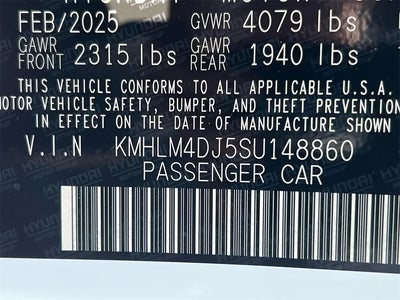 FEB/2025 GVWR 4079 lbs
GAWR FRONT 2315 lbs GAWR REAR 1940 lbs
THIS VEHICLE CONFORMS TO ALL APPLICABLE U.S.A.
MOTOR VEHICLE SAFETY, BUMPER, AND THEFT
IN EFFECT ON THE DATE OF MANUFACTURE SHOWN
V.I.N KMHLM4DJ5SU148860
PASSENGER CAR